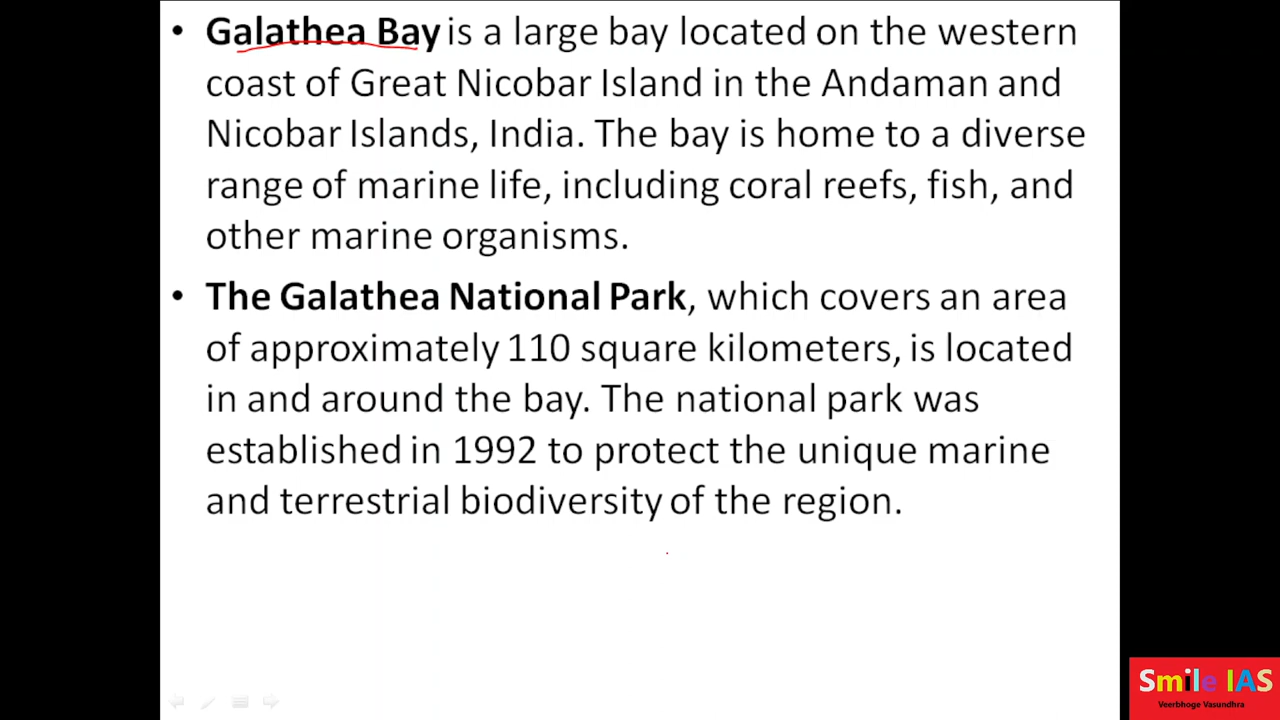 • Galathea Bay is a large bay located on the western
coast of Great Nicobar Island in the Andaman and
Nicobar Islands, India. The bay is home to a diverse
range of marine life, including coral reefs, fish, and
other marine organisms.
• The Galathea National Park, which covers an area
of approximately 110 square kilometers, is located
in and around the bay. The national park was
established in 1992 to protect the unique marine
and terrestrial biodiversity of the region.
Smile IAS
Veerbhoge Vasundhra